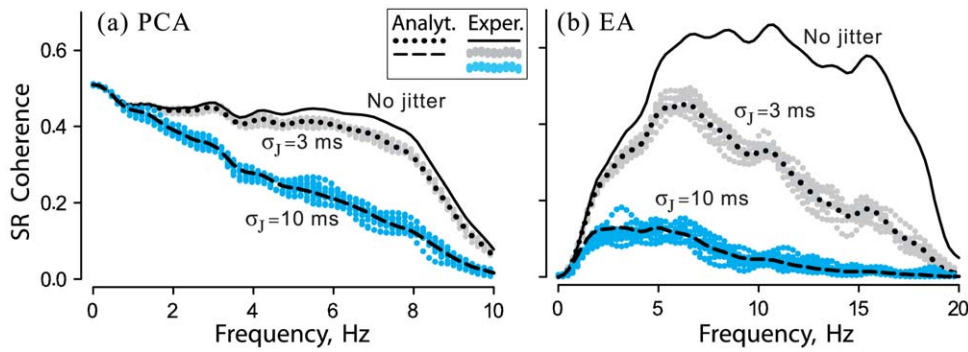 (a) PCA
Analyt. Exper.
(b) EA
No jitter
No jitter
σJ=3 ms
σJ=3 ms
σJ=10 ms
σJ=10 ms
SR Coherence
0.6
0.4
0.2
0.0
0 2 4 6 8 10
0 5 10 15 20
Frequency, Hz
Frequency, Hz